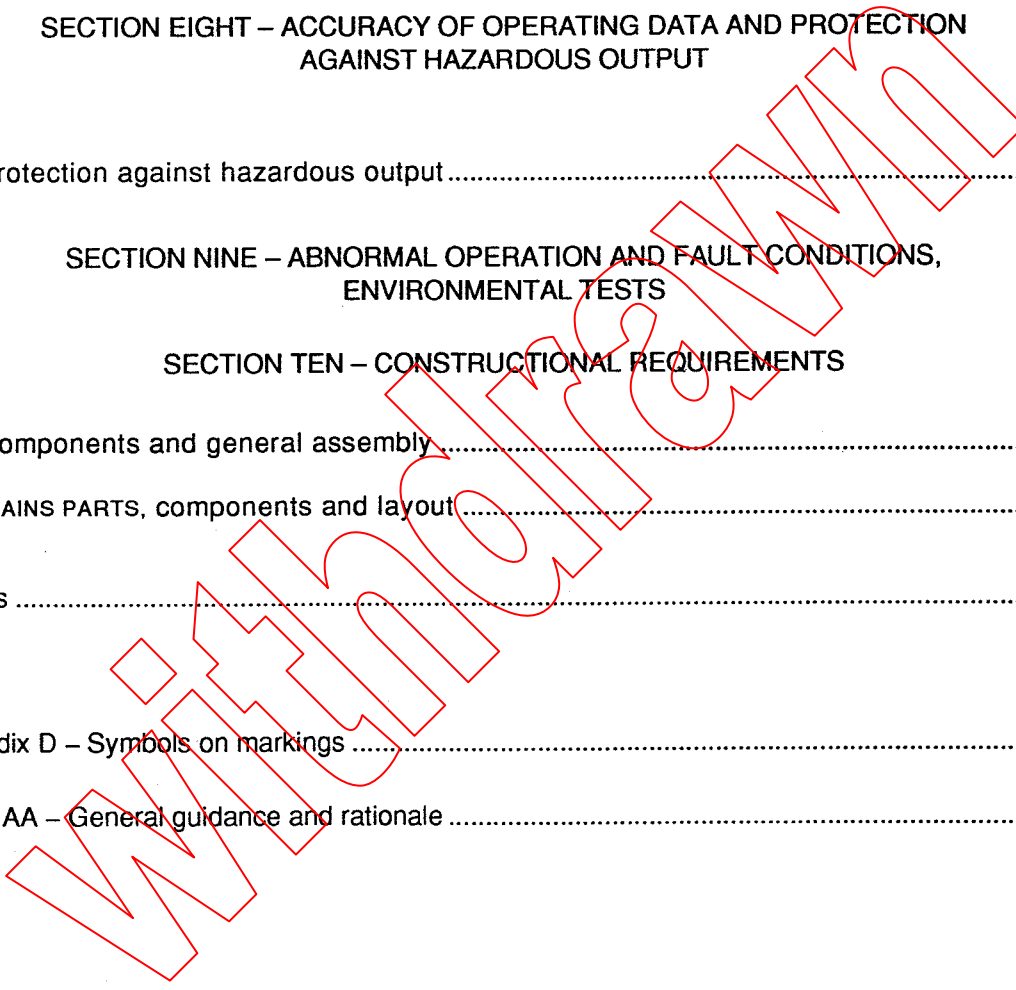 SECTION EIGHT – ACCURACY OF OPERATING DATA AND PROTECTION
AGAINST HAZARDOUS OUTPUT
rotection against hazardous output
SECTION NINE – ABNORMAL OPERATION AND FAULT CONDITIONS,
ENVIRONMENTAL TESTS
SECTION TEN – CONSTRUCTIONAL REQUIREMENTS
omponents and general assembly
AINS PARTS, components and layout
s
dix D – Symbols on markings
AA – General guidance and rationale
withdrawn